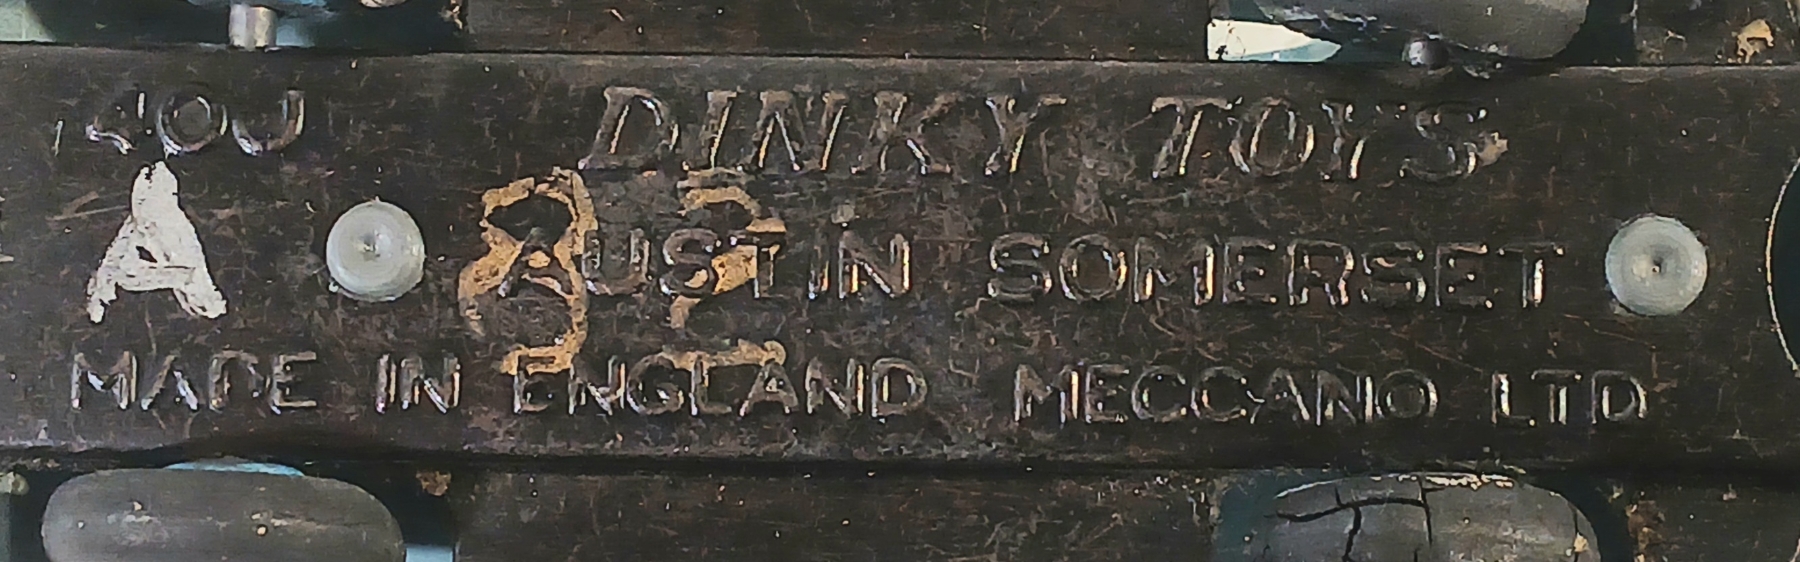 40J DINKY TOYS
A AUSTIN SOMERSET
MADE IN ENGLAND MECCANO LTD